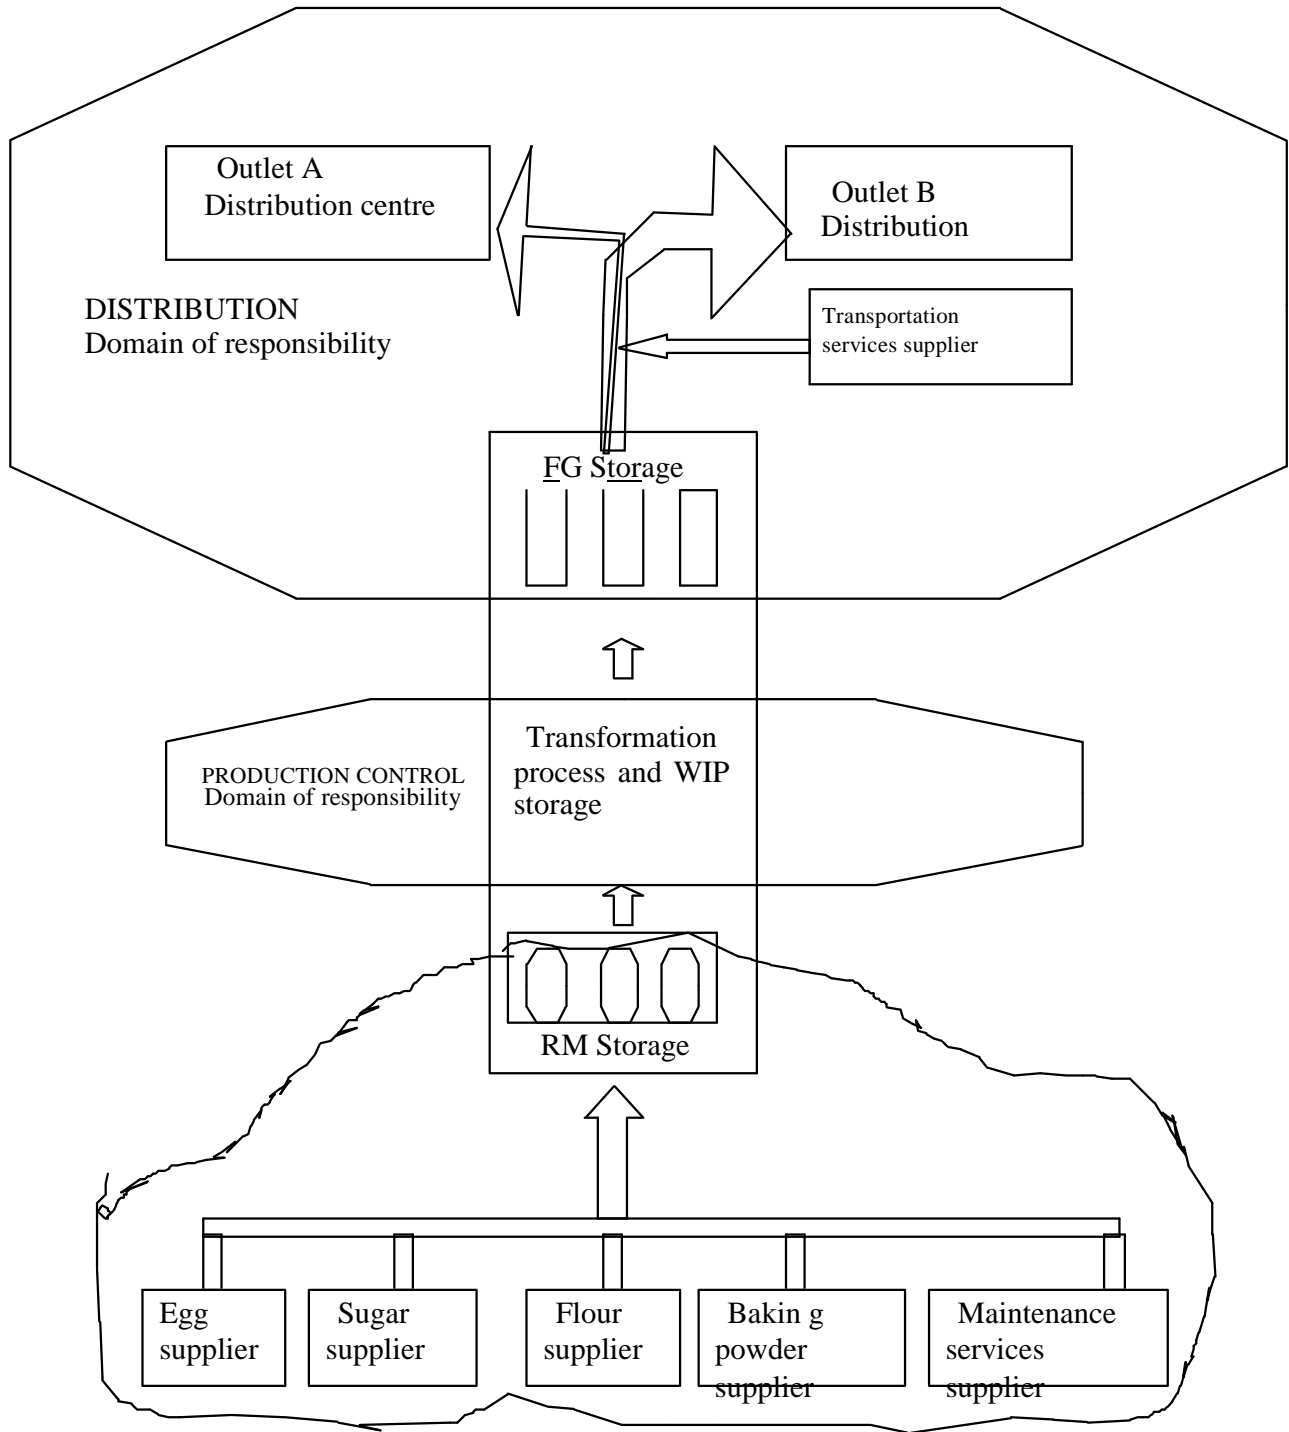 Outlet A
Distribution centre
Outlet B
Distribution
DISTRIBUTION
Domain of responsibility
Transportation
services supplier
FG Storage
Transformation
process and WIP
storage
PRODUCTION CONTROL
Domain of responsibility
RM Storage
Egg
supplier
Sugar
supplier
Flour
supplier
Bakin g
powder
supplier
Maintenance
services
supplier